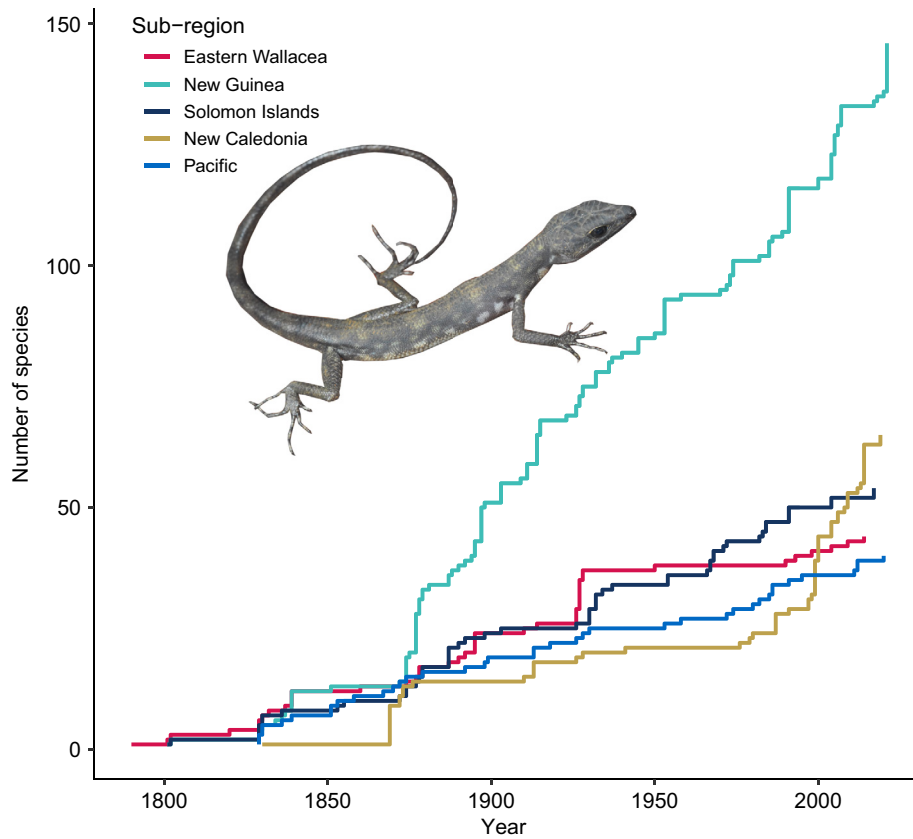 150
Sub−region
Eastern Wallacea
New Guinea
Solomon Islands
New Caledonia
Pacific
100
50
0
Number of species
1800
1850
1900
1950
2000
Year